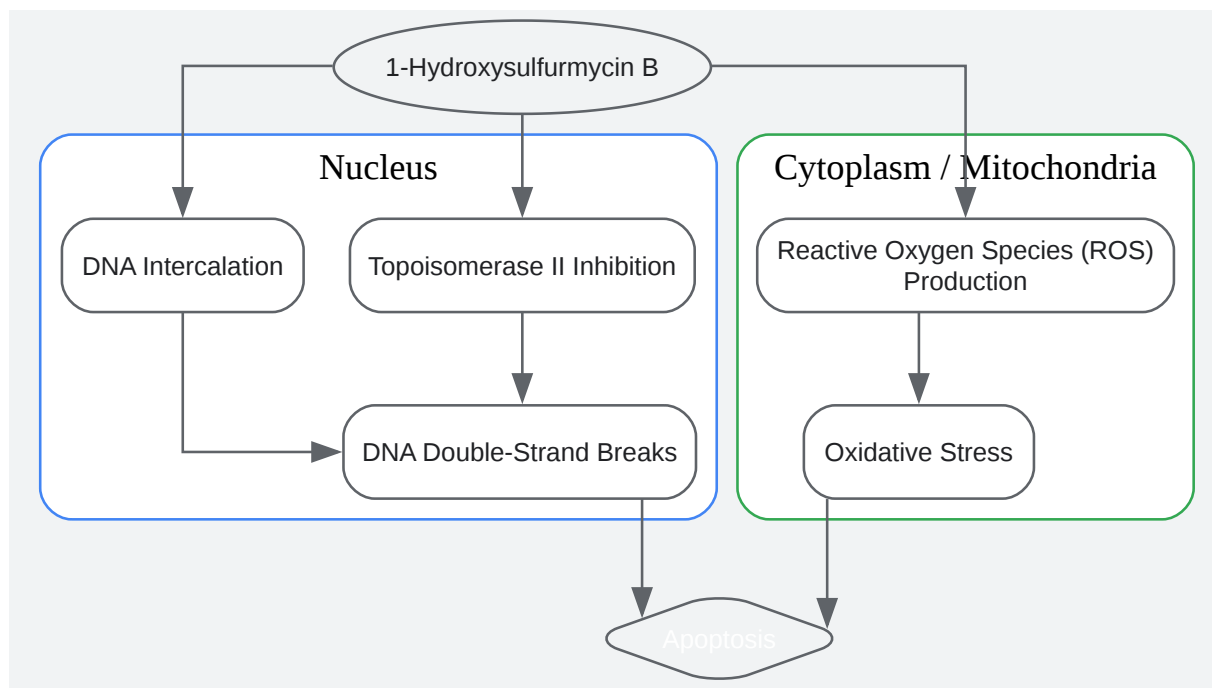 1-Hydroxysulfurmycin B
Nucleus
Cytoplasm / Mitochondria
DNA Intercalation
Topoisomerase II Inhibition
Reactive Oxygen Species (ROS)
Production
DNA Double-Strand Breaks
Oxidative Stress
Apoptosis